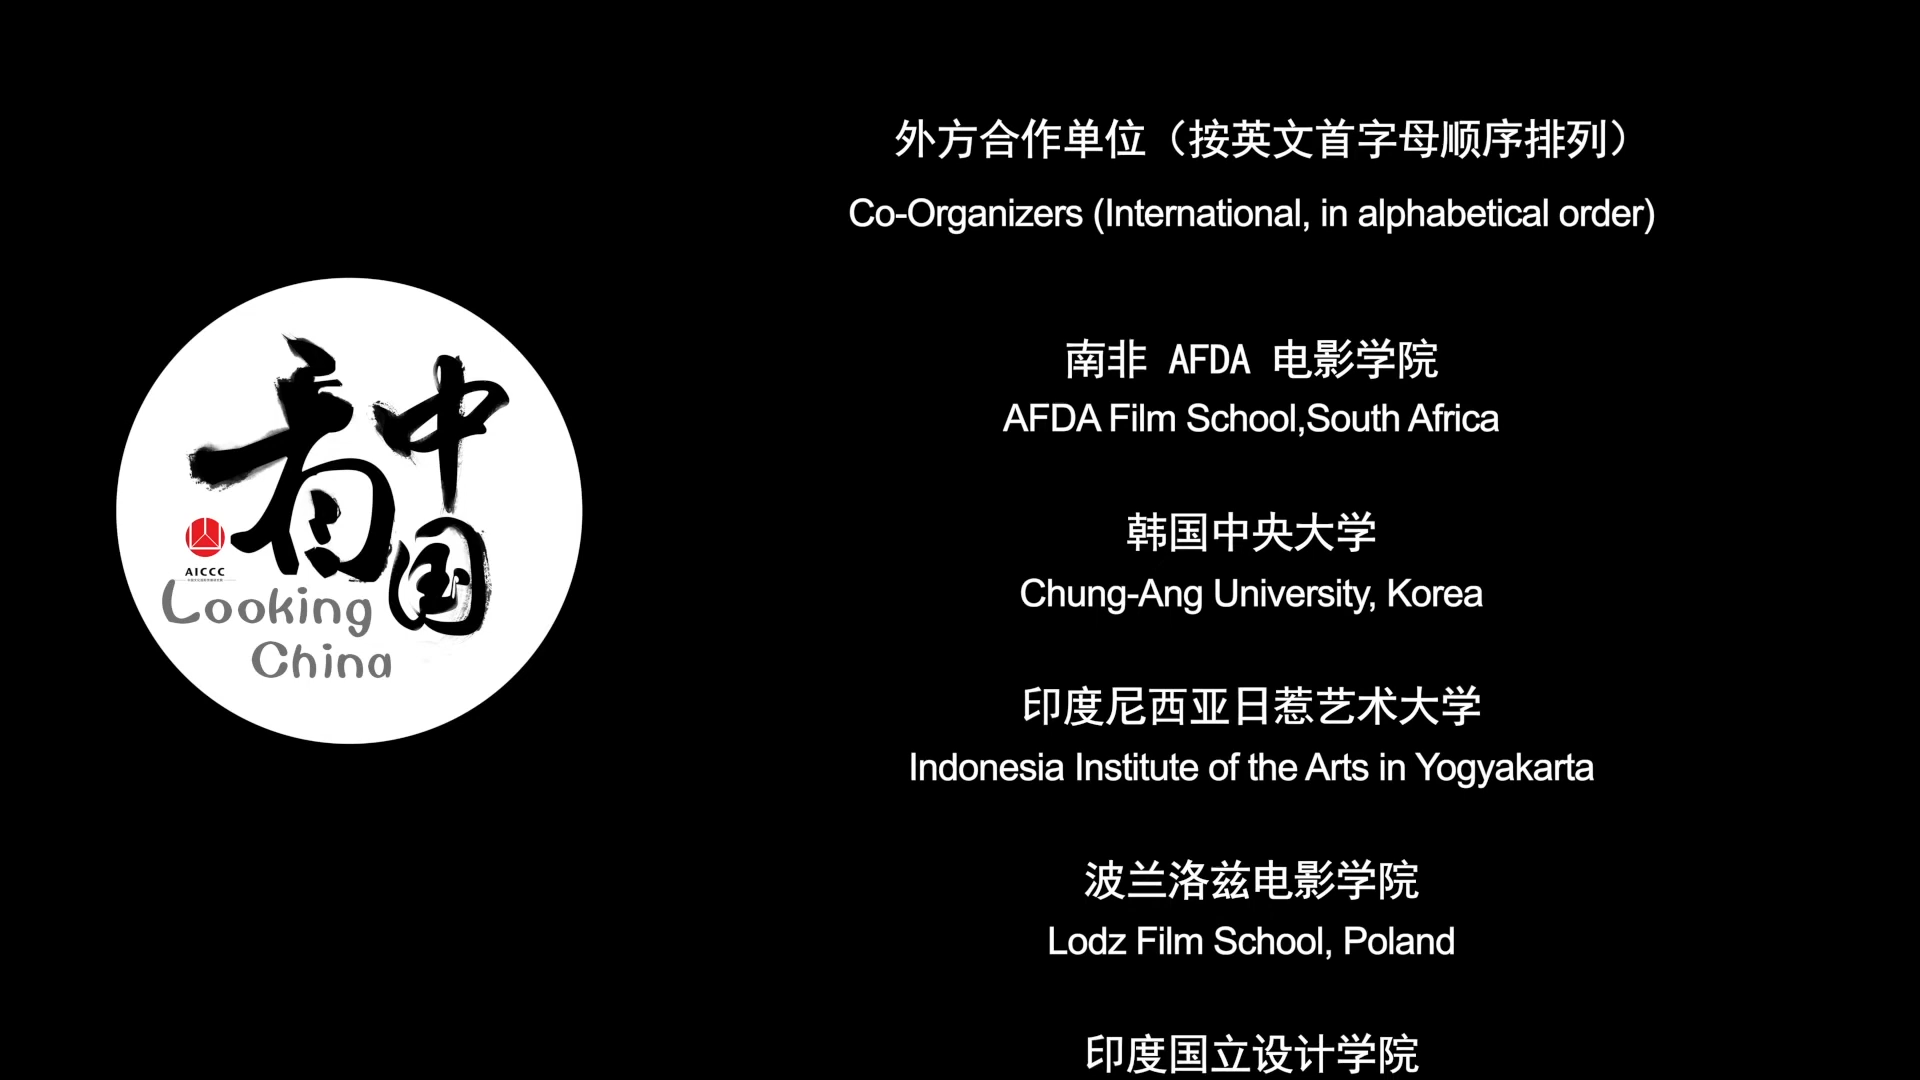 看中国
AICCC
Looking
China
外方合作单位（按英文首字母顺序排列）
Co-Organizers (International, in alphabetical order)
南非 AFDA 电影学院
AFDA Film School,South Africa
韩国中央大学
Chung-Ang University, Korea
印度尼西亚日惹艺术大学
Indonesia Institute of the Arts in Yogyakarta
波兰洛兹电影学院
Lodz Film School, Poland
印度国立设计学院